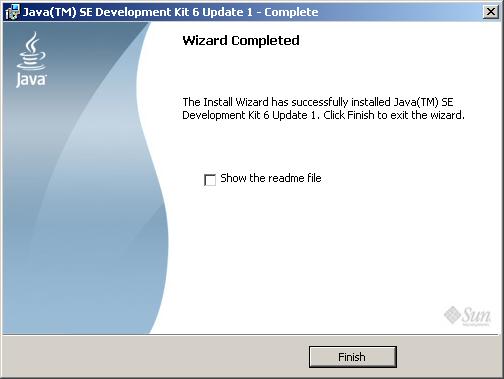 Java(TM) SE Development Kit 6 Update 1 - Complete
Java
Wizard Completed
The Install Wizard has successfully installed Java(TM) SE
Development Kit 6 Update 1. Click Finish to exit the wizard.
Show the readme file
Sun
Finish